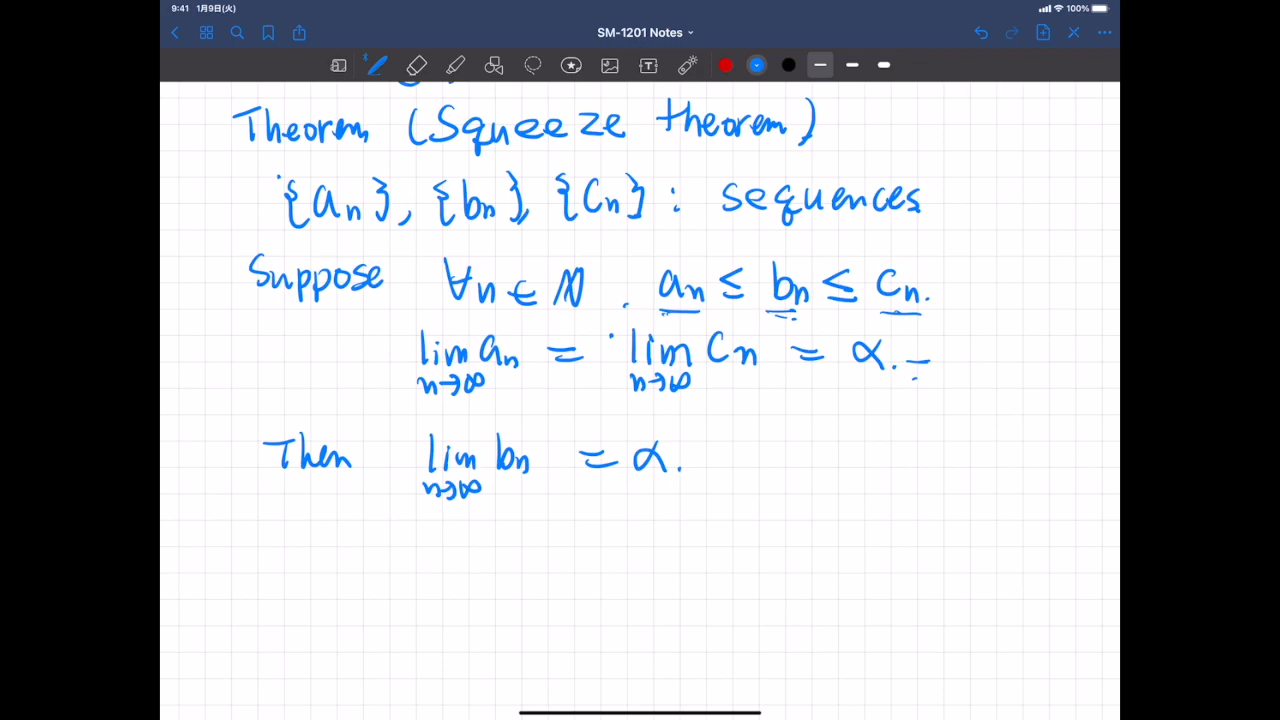 9:41 1月9日(火) 100%
SM-1201 Notes
Theorem (Squeeze theorem)
{an}, {bn}, {Cn} : sequences
Suppose ∀n ∈ ℕ . an ≤ bn ≤ Cn.
lim an = lim Cn = α.
n→∞ n→∞
Then lim bn = α.
n→∞